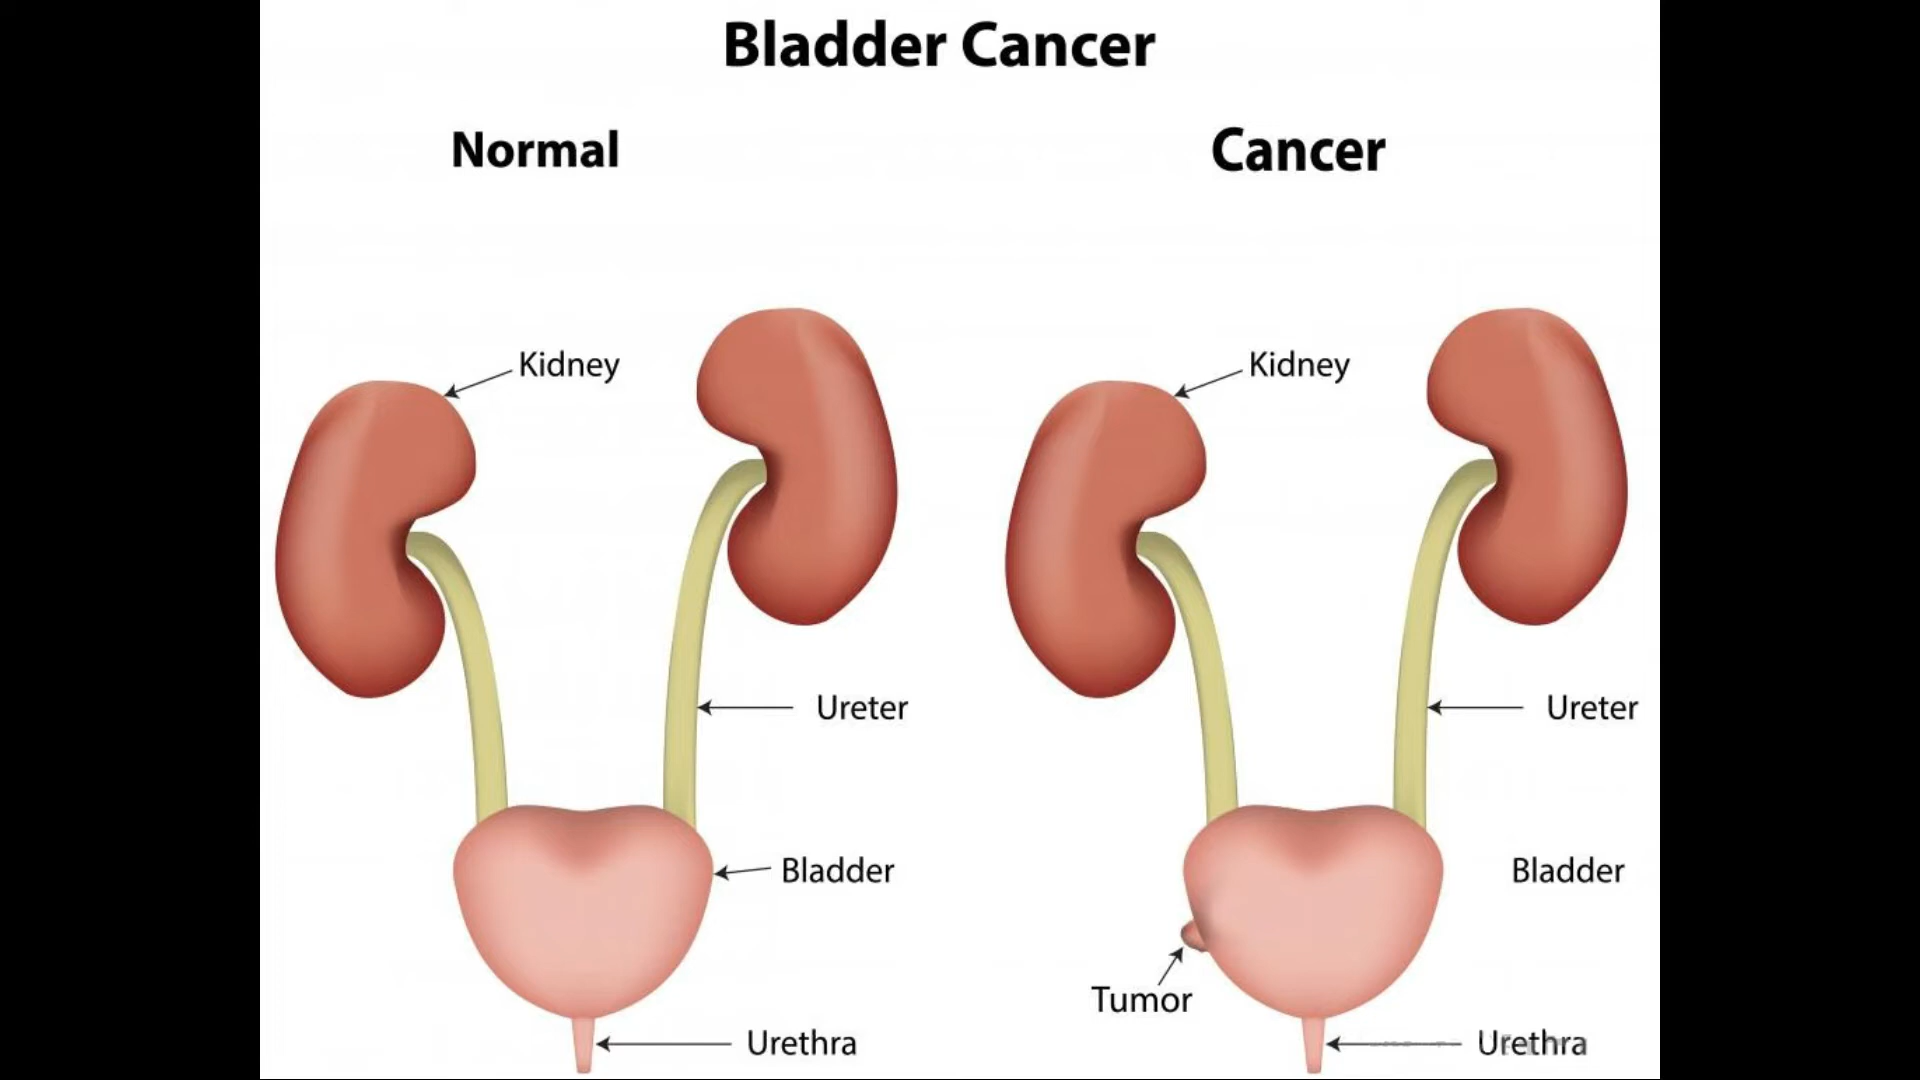 Bladder Cancer
Normal
Cancer
Kidney
Kidney
Ureter
Ureter
Bladder
Bladder
Tumor
Urethra
Urethra